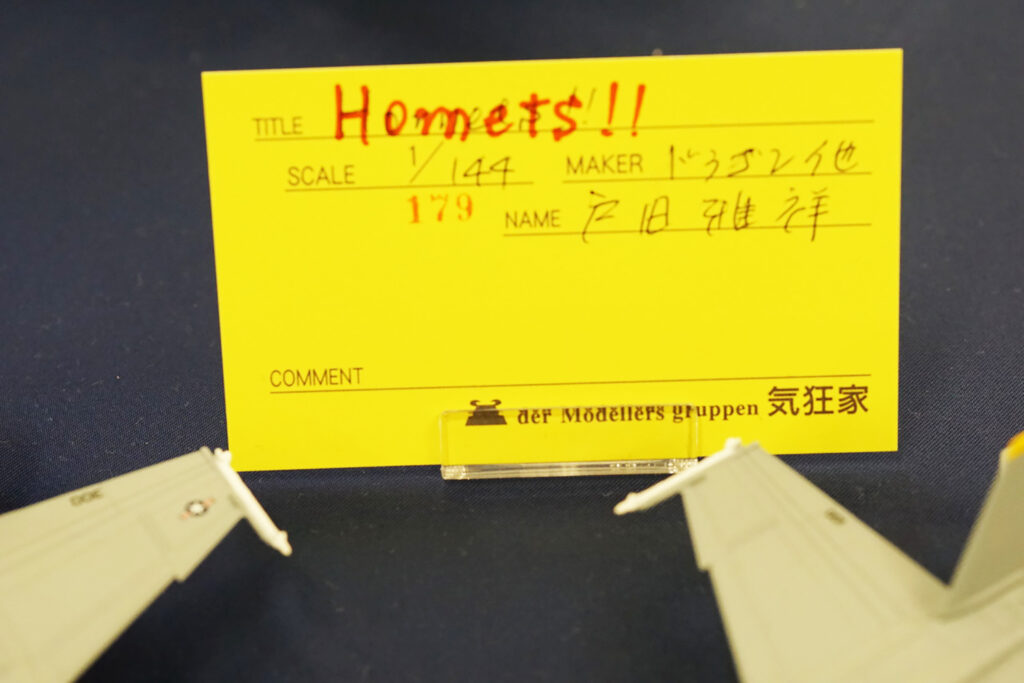 TITLE Hornets!!
SCALE 1/144 MAKER ドラゴン他
179
NAME 戸田雅祥
COMMENT
der Modellers gruppen 気狂家
300